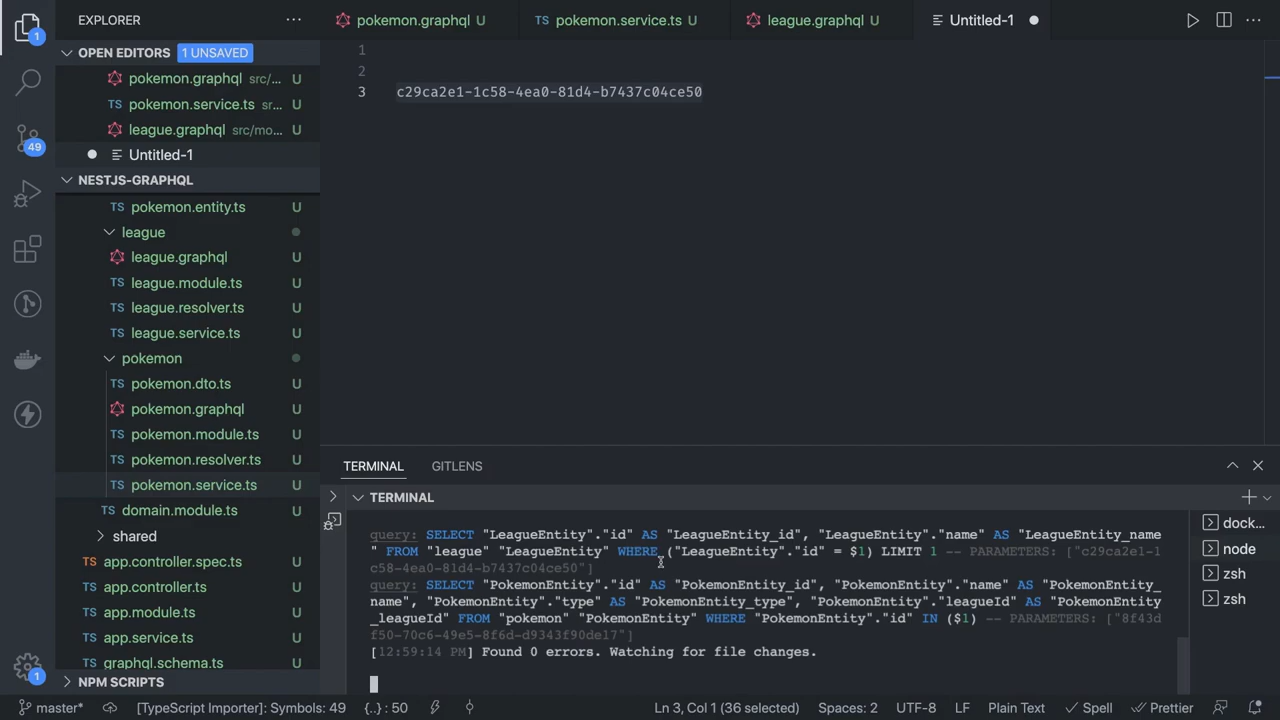 EXPLORER
pokemon.graphql U
TS pokemon.service.ts U
league.graphql U
Untitled-1
OPEN EDITORS 1 UNSAVED
pokemon.graphql src/... U
TS pokemon.service.ts sr... U
league.graphql src/mo... U
Untitled-1
NESTJS-GRAPHQL
TS pokemon.entity.ts U
league
league.graphql U
TS league.module.ts U
TS league.resolver.ts U
TS league.service.ts U
pokemon
TS pokemon.dto.ts U
pokemon.graphql U
TS pokemon.module.ts U
TS pokemon.resolver.ts U
TS pokemon.service.ts U
TS domain.module.ts U
shared
TS app.controller.spec.ts U
TS app.controller.ts U
TS app.module.ts U
TS app.service.ts U
graphql.schema.ts U
NPM SCRIPTS
1
49
1
1
2
3 c29ca2e1-1c58-4ea0-81d4-b7437c04ce50
TERMINAL GITLENS
TERMINAL
query: SELECT "LeagueEntity"."id" AS "LeagueEntity_id", "LeagueEntity"."name" AS "LeagueEntity_name
" FROM "league" "LeagueEntity" WHERE ("LeagueEntity"."id" = $1) LIMIT 1 -- PARAMETERS: ["c29ca2e1-1
c58-4ea0-81d4-b7437c04ce50"]
query: SELECT "PokemonEntity"."id" AS "PokemonEntity_id", "PokemonEntity"."name" AS "PokemonEntity_
name", "PokemonEntity"."type" AS "PokemonEntity_type", "PokemonEntity"."leagueId" AS "PokemonEntity
_leagueId" FROM "pokemon" "PokemonEntity" WHERE "PokemonEntity"."id" IN ($1) -- PARAMETERS: ["8f43d
f50-70c6-49e5-8f6d-d9343f90de17"]
[12:59:14 PM] Found 0 errors. Watching for file changes.
dock...
node
zsh
zsh
master* [TypeScript Importer]: Symbols: 49 {..} : 50 Ln 3, Col 1 (36 selected) Spaces: 2 UTF-8 LF Plain Text Spell Prettier